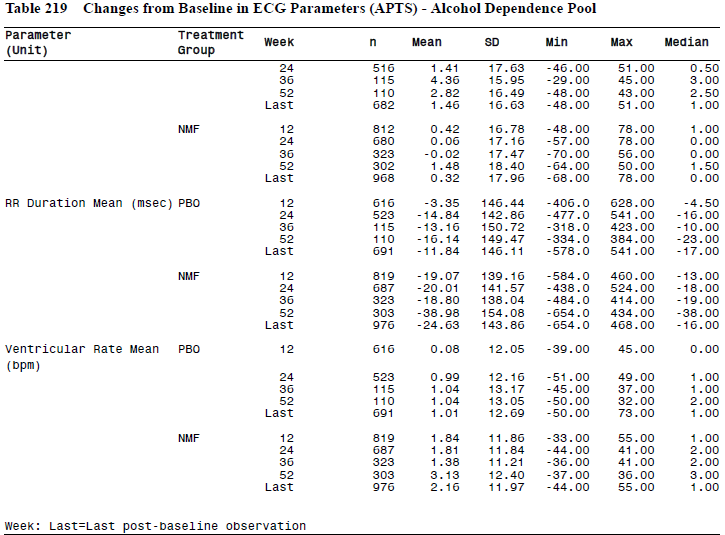 Table 219 Changes from Baseline in ECG Parameters (APTS) - Alcohol Dependence Pool
Parameter (Unit) Treatment Group Week n Mean SD Min Max Median
24 516 1.41 17.63 -46.00 51.00 0.50
36 115 4.36 15.95 -29.00 45.00 3.00
52 110 2.82 16.49 -48.00 43.00 2.50
Last 682 1.46 16.63 -48.00 51.00 1.00
NMF 12 812 0.42 16.78 -48.00 78.00 1.00
24 680 0.06 17.16 -57.00 78.00 0.00
36 323 -0.02 17.47 -70.00 56.00 0.00
52 302 1.48 18.40 -64.00 50.00 1.50
Last 968 0.32 17.96 -68.00 78.00 0.00
RR Duration Mean (msec) PBO 12 616 -3.35 146.44 -406.0 628.00 -4.50
24 523 -14.84 142.86 -477.0 541.00 -16.00
36 115 -13.16 150.72 -318.0 423.00 -10.00
52 110 -16.14 149.47 -334.0 384.00 -23.00
Last 691 -11.84 146.11 -578.0 541.00 -17.00
NMF 12 819 -19.07 139.16 -584.0 460.00 -13.00
24 687 -20.01 141.57 -438.0 524.00 -18.00
36 323 -18.80 138.04 -484.0 414.00 -19.00
52 303 -38.98 154.08 -654.0 434.00 -38.00
Last 976 -24.63 143.86 -654.0 468.00 -16.00
Ventricular Rate Mean PBO 12 616 0.08 12.05 -39.00 45.00 0.00
(bpm)
24 523 0.99 12.16 -51.00 49.00 1.00
36 115 1.04 13.17 -45.00 37.00 1.00
52 110 1.04 13.05 -50.00 32.00 2.00
Last 691 1.01 12.69 -50.00 73.00 1.00
NMF 12 819 1.84 11.86 -33.00 55.00 1.00
24 687 1.81 11.84 -44.00 41.00 2.00
36 323 1.38 11.21 -36.00 41.00 2.00
52 303 3.13 12.40 -37.00 36.00 3.00
Last 976 2.16 11.97 -44.00 55.00 1.00
Week: Last=Last post-baseline observation